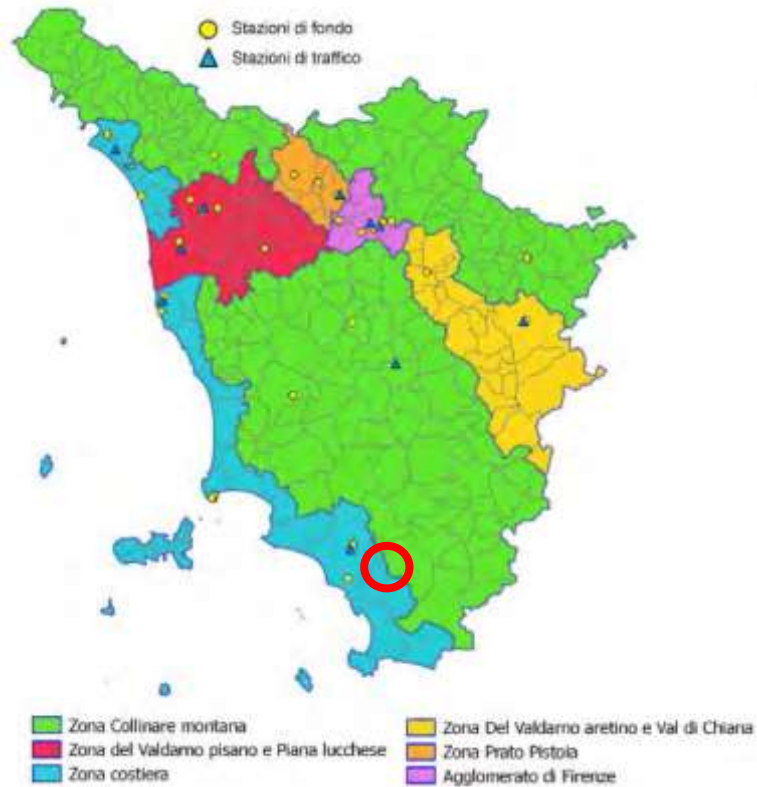 Stazioni di fondo
Stazioni di traffico
Zona Collinare montana
Zona del Valdarno pisano e Piana lucchese
Zona costiera
Zona Del Valdarno aretino e Val di Chiana
Zona Prato Pistoia
Agglomerato di Firenze